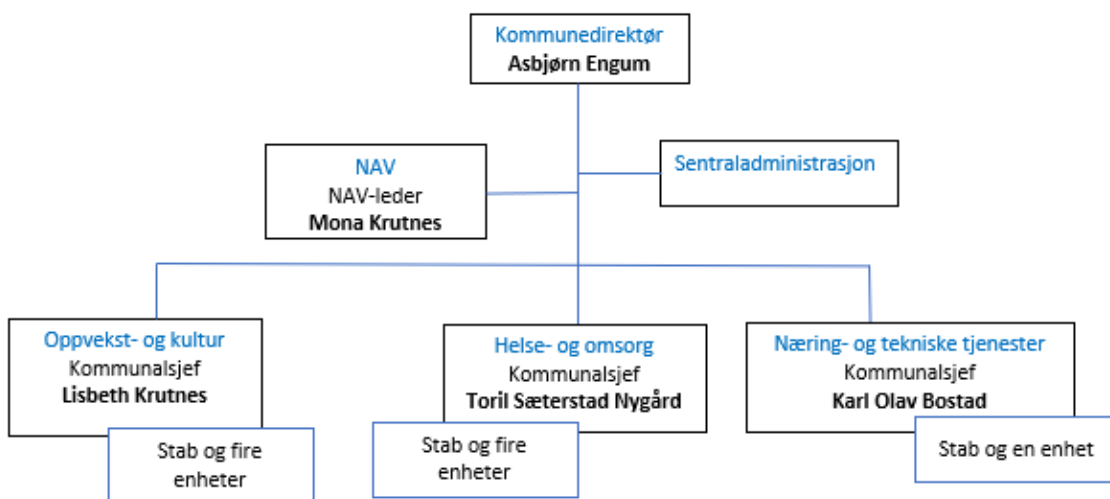 Kommunedirektør
Asbjørn Engum
NAV
NAV-leder
Mona Krutnes
Sentraladministrasjon
Oppvekst- og kultur
Kommunalsjef
Lisbeth Krutnes
Stab og fire
enheter
Helse- og omsorg
Kommunalsjef
Toril Sæterstad Nygård
Stab og fire
enheter
Næring- og tekniske tjenester
Kommunalsjef
Karl Olav Bostad
Stab og en enhet